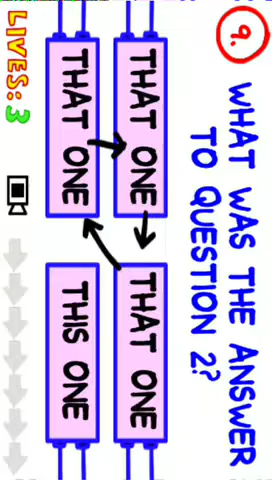 9.
WHAT WAS THE ANSWER
TO QUESTION 2?
THAT ONE
THAT ONE
THAT ONE
THIS ONE
LIVES: 3